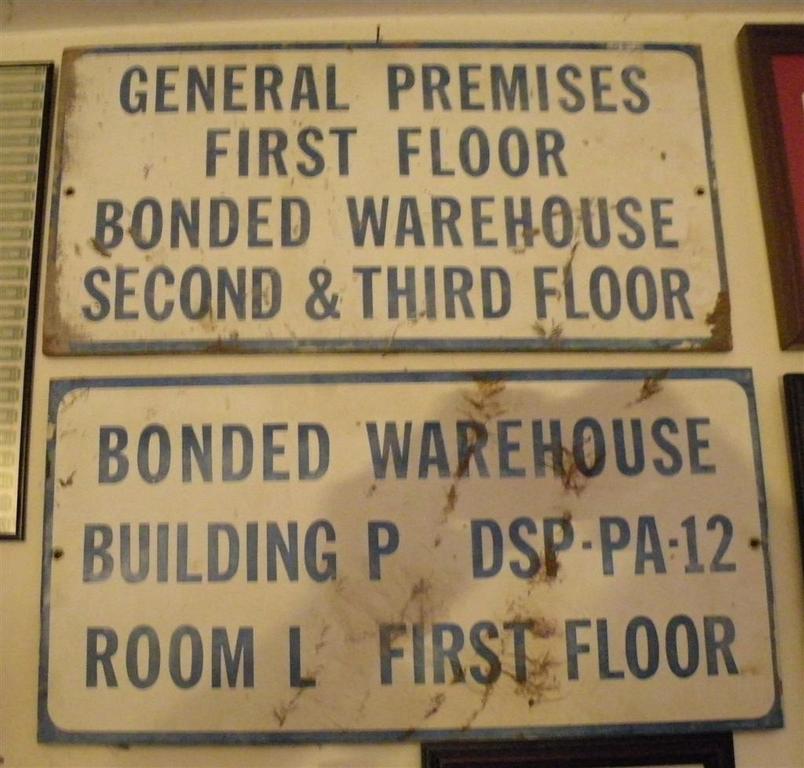 GENERAL PREMISES
FIRST FLOOR
BONDED WAREHOUSE
SECOND & THIRD FLOOR
BONDED WAREHOUSE
BUILDING P DSP-PA-12
ROOM L FIRST FLOOR